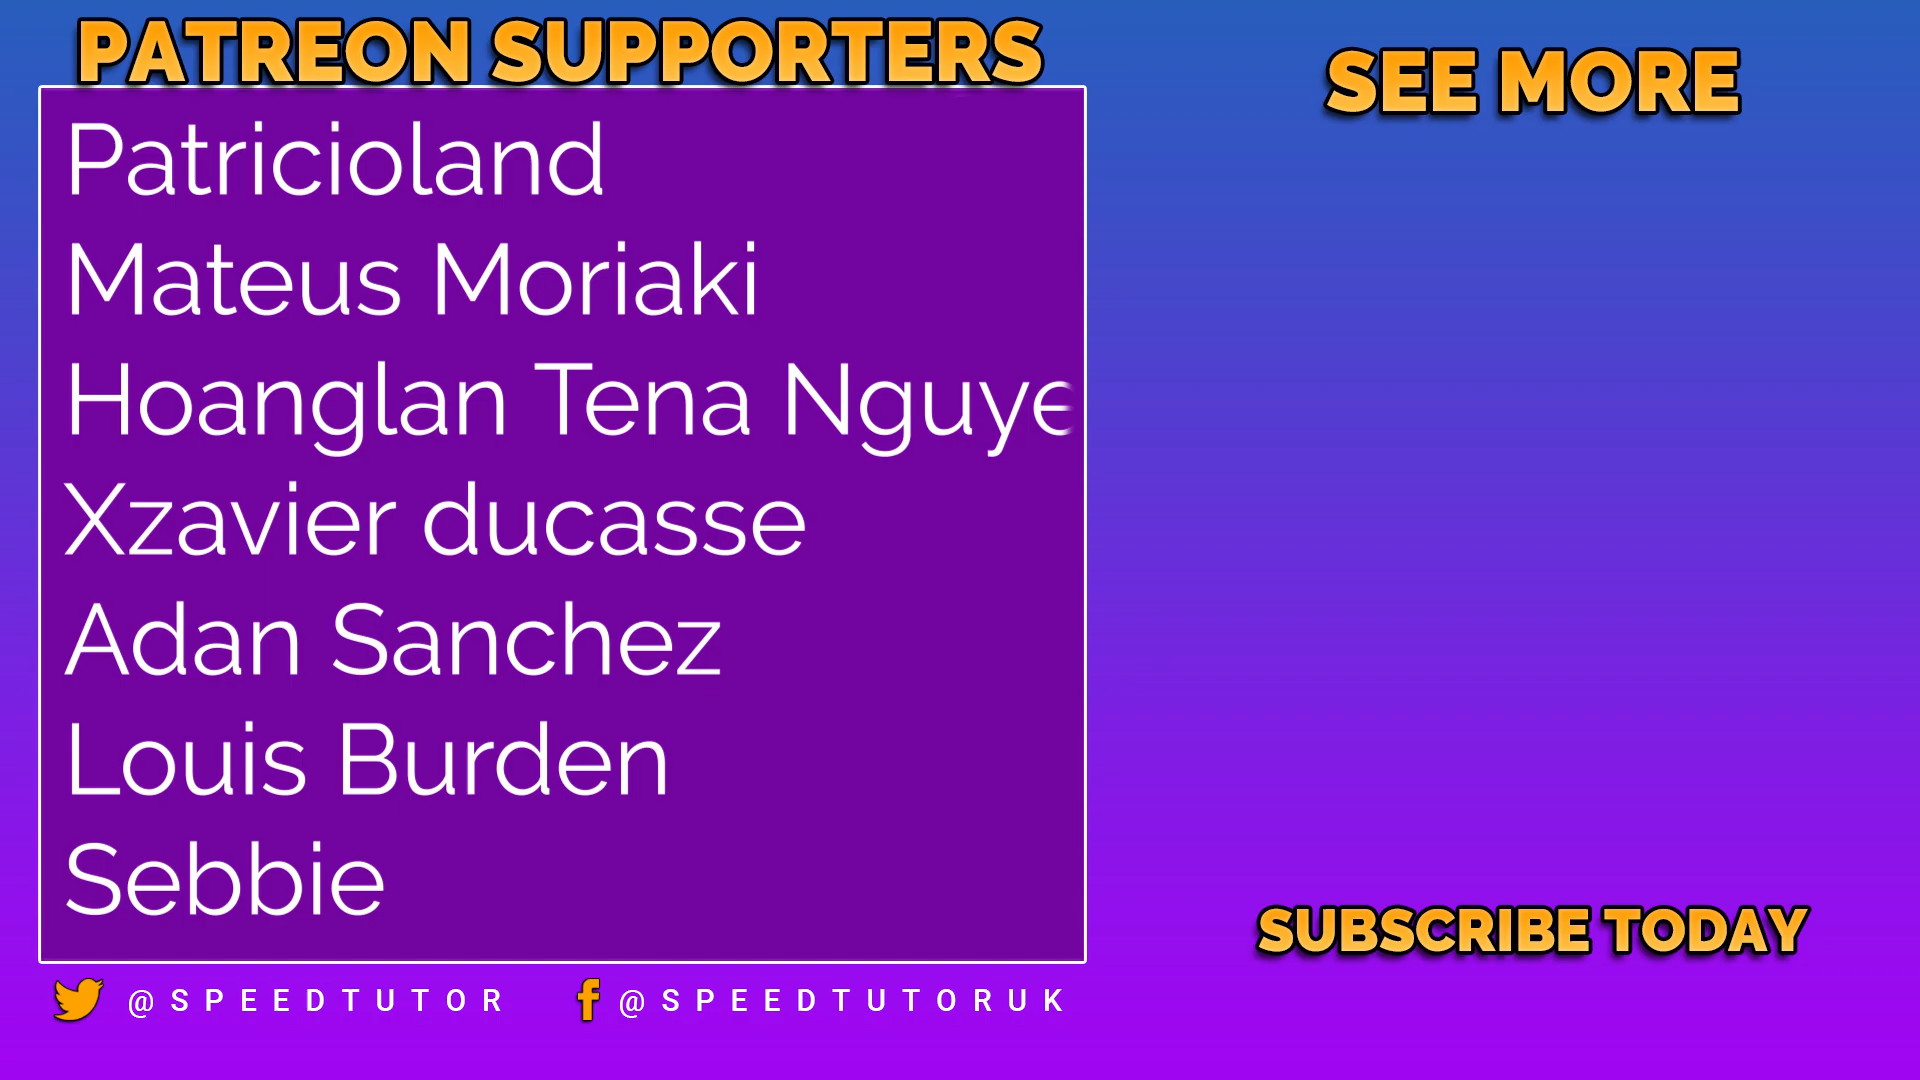 PATREON SUPPORTERS
SEE MORE
Patricioland
Mateus Moriaki
Hoanglan Tena Nguye
Xzavier ducasse
Adan Sanchez
Louis Burden
Sebbie
SUBSCRIBE TODAY
@SPEEDTUTOR
@SPEEDTUTORUK